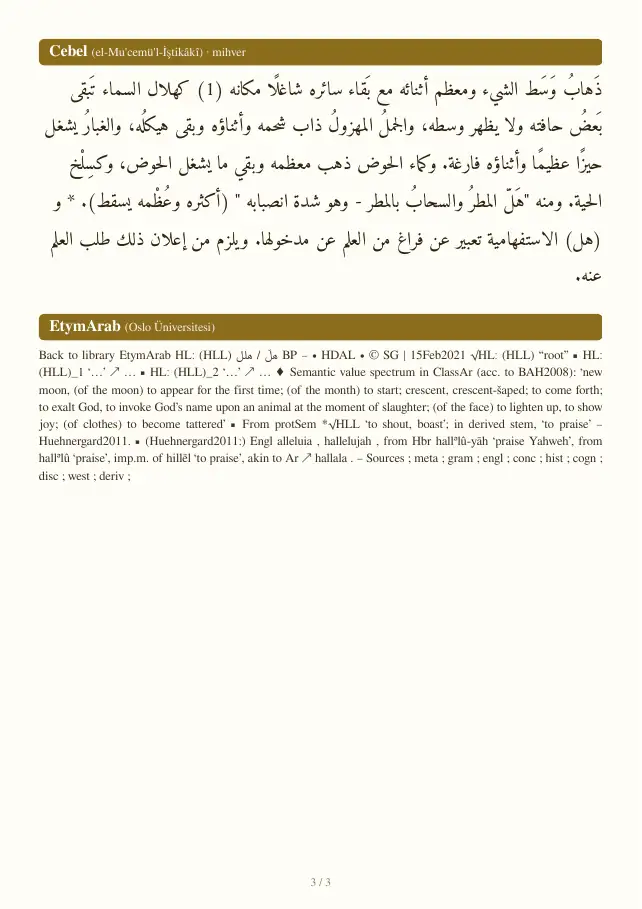 Cebel (el-Mu'cemü'l-İştikâkî) · mihver
ذَهابُ وَسَط الشيء ومعظم أثنائه مع بَقاء سائره شاغلًا مكانه (1) كهلال السماء تَبقى
بَعضُ حافته ولا يظهر وسطه، والجملُ المهزولُ ذاب شحمه وأثناؤه وبقى هيكلُه، والغبارُ يشغل
حيزًا عظيمًا وأثناؤه فارغة. وكماء الحوض ذهب معظمه وبقي ما يشغل الحوض، وكسِلْخ
الحية. ومنه "هَلّ المطرُ والسحابُ بالمطر - وهو شدة انصبابه " (أكثره وعُظْمه يسقط). * و
(هل) الاستفهامية تعبير عن فراغ من العلم عن مدخولها. ويلزم من إعلان ذلك طلب العلم
عنه.
EtymArab (Oslo Üniversitesi)
Back to library EtymArab HL: (HLL) هلّ / هلل BP – • HDAL • © SG | 15Feb2021 √HL: (HLL) “root” ▪ HL:
(HLL)_1 ‘…’ ↗ … ▪ HL: (HLL)_2 ‘…’ ↗ … ♦ Semantic value spectrum in ClassAr (acc. to BAH2008): ‘new
moon, (of the moon) to appear for the first time; (of the month) to start; crescent, crescent-šaped; to come forth;
to exalt God, to invoke God’s name upon an animal at the moment of slaughter; (of the face) to lighten up, to show
joy; (of clothes) to become tattered’ ▪ From protSem *√HLL ‘to shout, boast’; in derived stem, ‘to praise’ –
Huehnergard2011. ▪ (Huehnergard2011:) Engl alleluia , hallelujah , from Hbr hallᵊlû-yāh ‘praise Yahweh’, from
hallᵊlû ‘praise’, imp.m. of hillēl ‘to praise’, akin to Ar ↗ hallala . – Sources ; meta ; gram ; engl ; conc ; hist ; cogn ;
disc ; west ; deriv ;
3 / 3